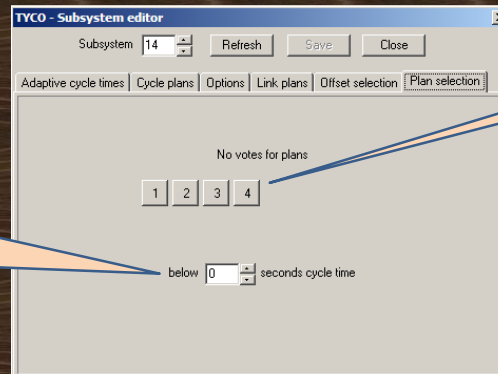 TYCO - Subsystem editor
Subsystem 14 Refresh Save Close
Adaptive cycle times Cycle plans Options Link plans Offset selection Plan selection
No votes for plans
1 2 3 4
below 0 seconds cycle time